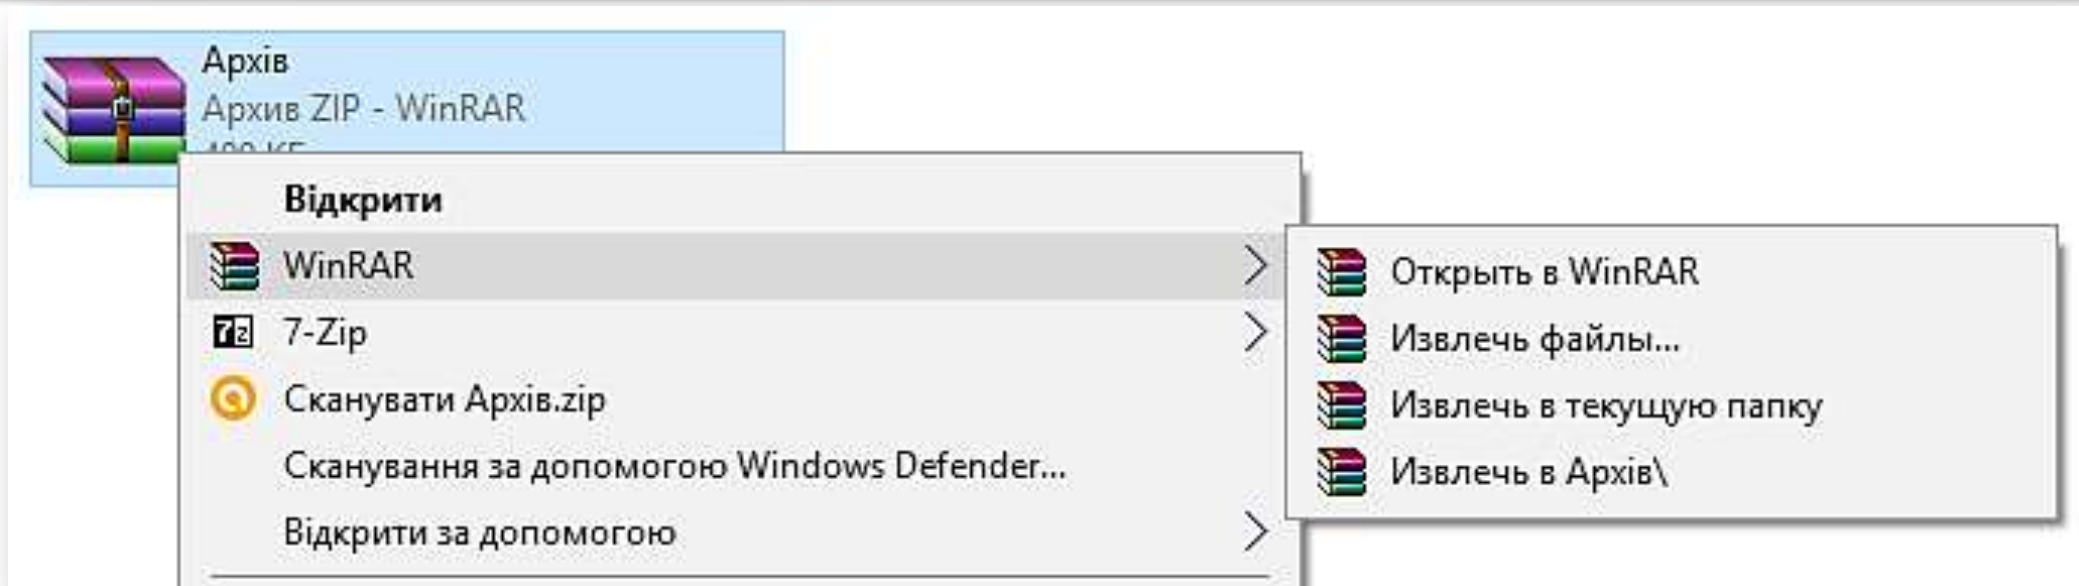 Архів
Архив ZIP - WinRAR
Відкрити
WinRAR
7-Zip
Сканувати Архів.zip
Сканування за допомогою Windows Defender...
Відкрити за допомогою
Открыть в WinRAR
Извлечь файлы...
Извлечь в текущую папку
Извлечь в Архів\